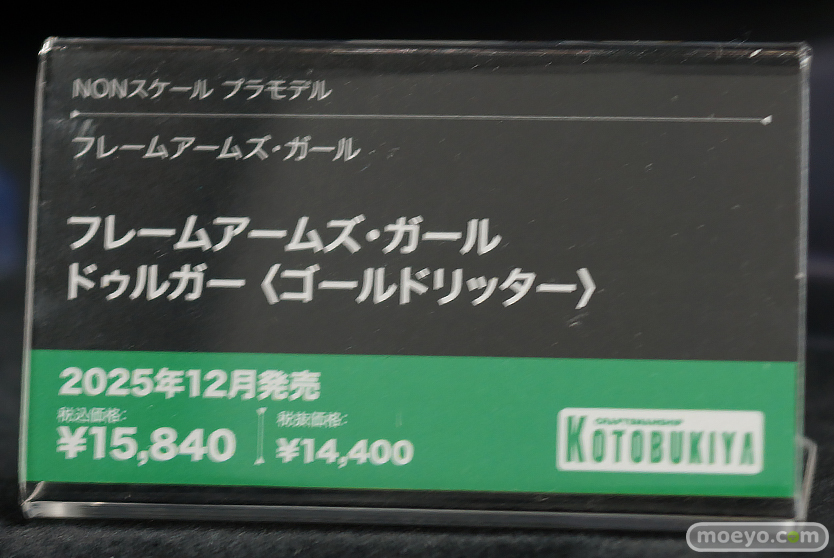 NONスケール プラモデル
フレームアームズ・ガール
フレームアームズ・ガール
ドゥルガー〈ゴールドリッター〉
2025年12月発売
税込価格:
¥15,840
税抜価格:
¥14,400
CRAFTSMANSHIP
KOTOBUKIYA
moeyo.com